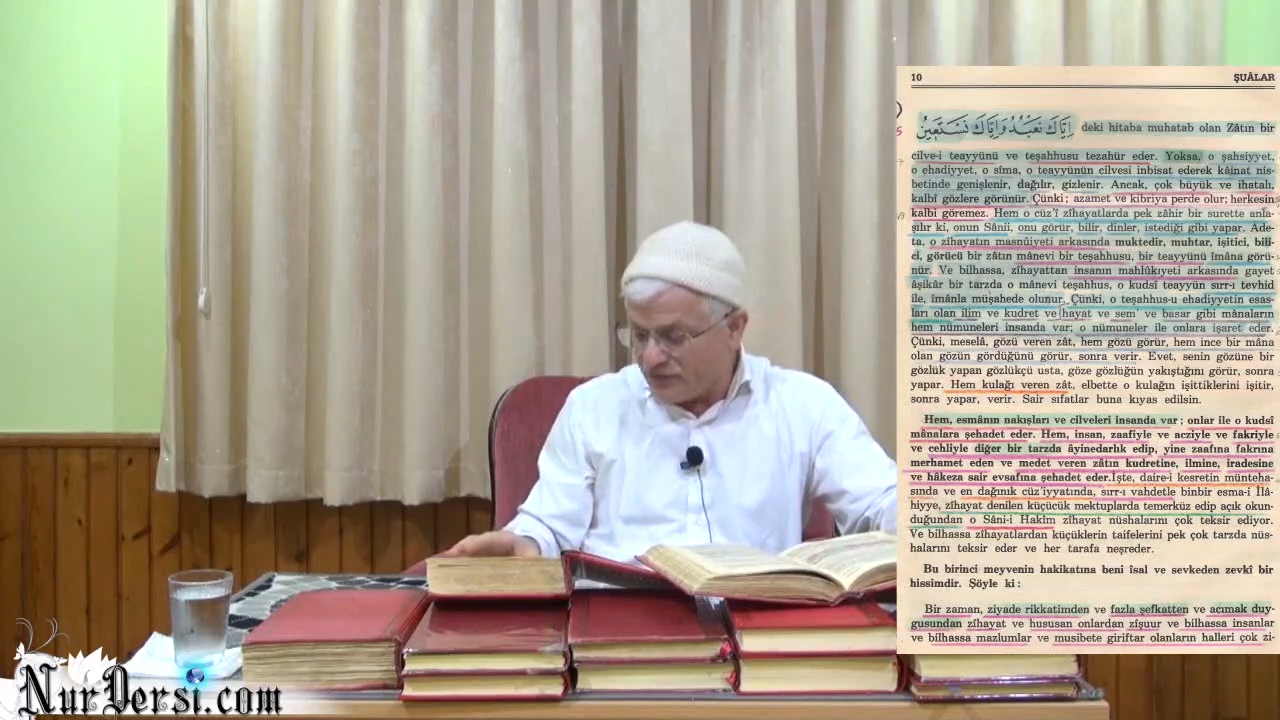 10 ŞUÂLAR
اِيَّاكَ نَعْبُدُ وَاِيَّاكَ نَسْتَعِينُ deki hitaba muhatab olan Zâtın bir
cilve-i teayyünü ve teşahhusu tezahür eder. Yoksa, o şahsiyyet,
o ehadiyyet, o sîma, o teayyünün cilvesi inbisat ederek kâinat nis-
betinde genişlenir, dağılır, gizlenir. Ancak, çok büyük ve ihatalı,
kalbî gözlere görünür. Çünki; azamet ve kibriya perde olur; herkesin
kalbi göremez. Hem o cüz'î zîhayatlarda pek zâhir bir surette anla-
şılır ki, onun Sânii, onu görür, bilir, dinler, istediği gibi yapar. Ade-
ta, o zîhayatın masnûiyeti arkasında muktedir, muhtar, işitici, bili-
ci, görücü bir zâtın mânevi bir teşahhusu, bir teayyünü îmâna görü-
nür. Ve bilhassa, zîhayattan insanın mahlûkıyeti arkasında gayet
âşikâr bir tarzda o mânevi teşahhus, o kudsî teayyün sırr-ı tevhid
ile, îmânla müşahede olunur. Çünki, o teşahhus-u ehadiyyetin esas-
ları olan ilim ve kudret ve hayat ve sem' ve basar gibi mânaların
hem nümuneleri insanda var; o nümuneler ile onlara işaret eder.
Çünki, meselâ, gözü veren zât, hem gözü görür, hem ince bir mâna
olan gözün gördüğünü görür, sonra verir. Evet, senin gözüne bir
gözlük yapan gözlükçü usta, göze gözlüğün yakıştığını görür, sonra
yapar. Hem kulağı veren zât, elbette o kulağın işittiklerini işitir,
sonra yapar, verir. Sair sıfatlar buna kıyas edilsin.
Hem, esmânın nakışları ve cilveleri insanda var; onlar ile o kudsî
mânalara şehadet eder. Hem, insan, zaafiyle ve acziyle ve fakriyle
ve cehliyle diğer bir tarzda âyinedarlık edip, yine zaafına fakrına
merhamet eden ve medet veren zâtın kudretine, ilmine, iradesine
ve hâkeza sair evsafına şehadet eder. İşte, daire-i kesretin münteha-
sında ve en dağınık cüz'iyyatında, sırr-ı vahdetle binbir esma-i İlâ-
hiyye, zîhayat denilen küçücük mektuplarda temerküz edip açık okun-
duğundan o Sâni-i Hakîm zîhayat nüshalarını çok teksir ediyor.
Ve bilhassa zîhayatlardan küçüklerin taifelerini pek çok tarzda nüs-
halarını teksir eder ve her tarafa neşreder.
Bu birinci meyvenin hakikatına beni îsal ve sevkeden zevkî bir
hissimdir. Şöyle ki:
Bir zaman, ziyade rikkatimden ve fazla şefkatten ve acımak duy-
gusundan zîhayat ve hususan onlardan zîşuur ve bilhassa insanlar
ve bilhassa mazlumlar ve musibete giriftar olanların halleri çok zi-
NurDersi.com